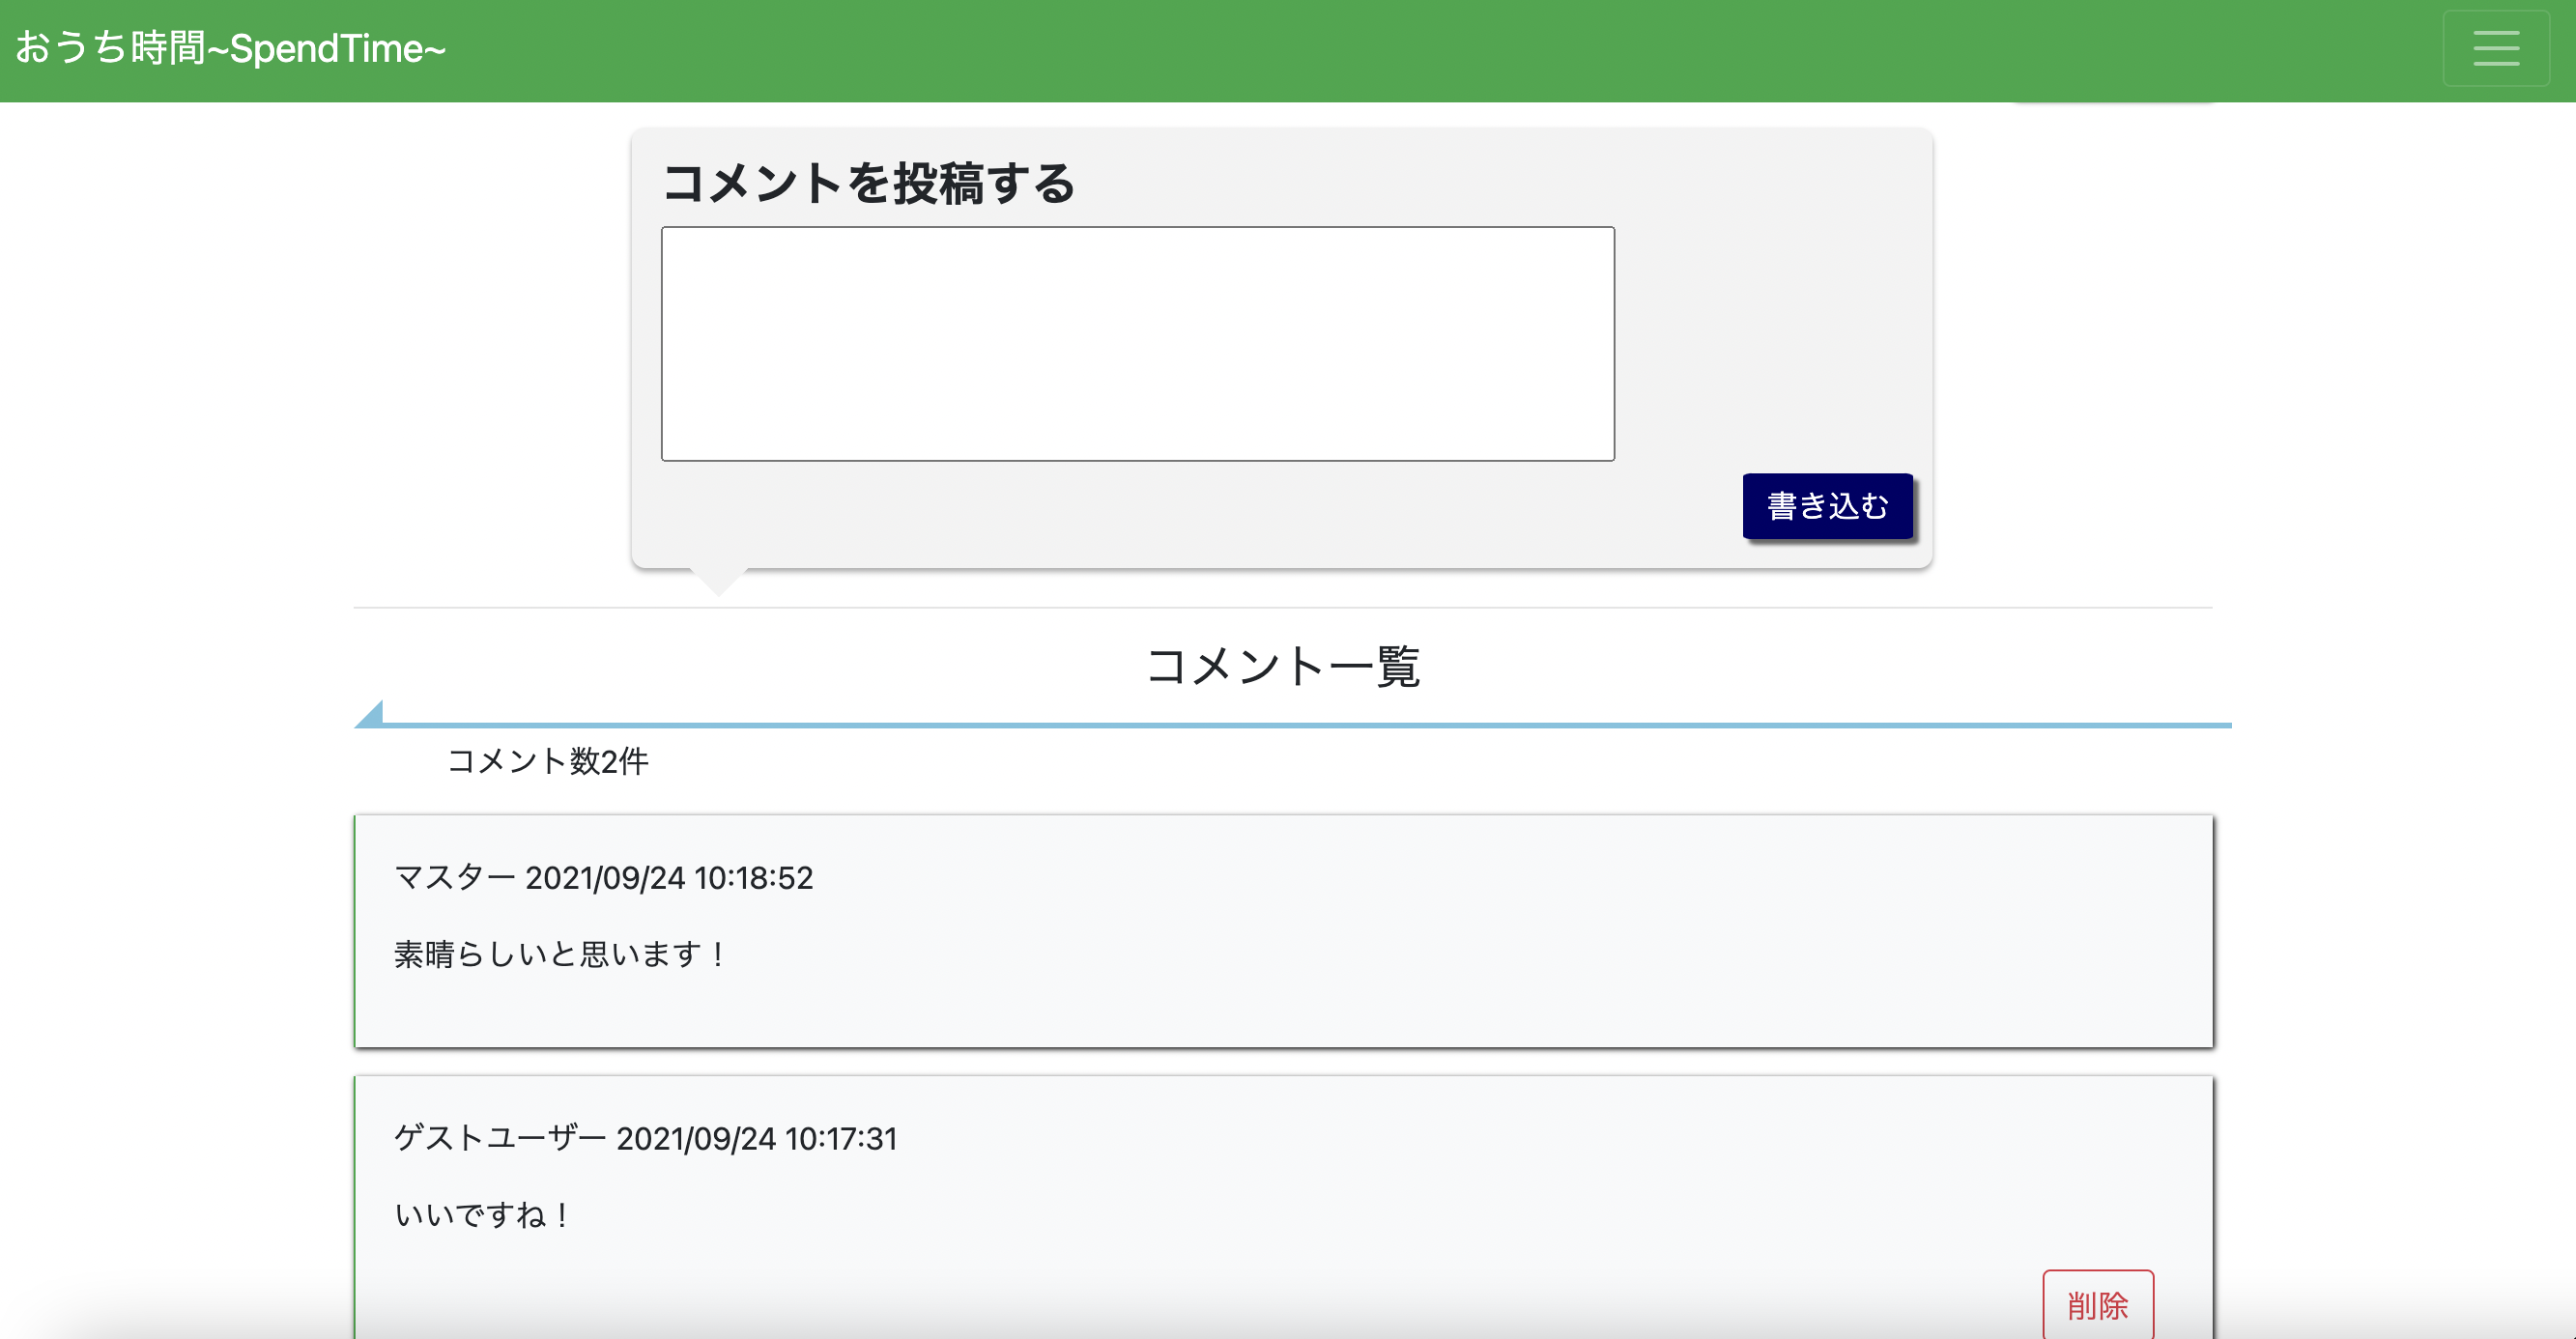 おうち時間~SpendTime~
コメントを投稿する
書き込む
コメント一覧
コメント数2件
マスター 2021/09/24 10:18:52
素晴らしいと思います！
ゲストユーザー 2021/09/24 10:17:31
いいですね！
削除